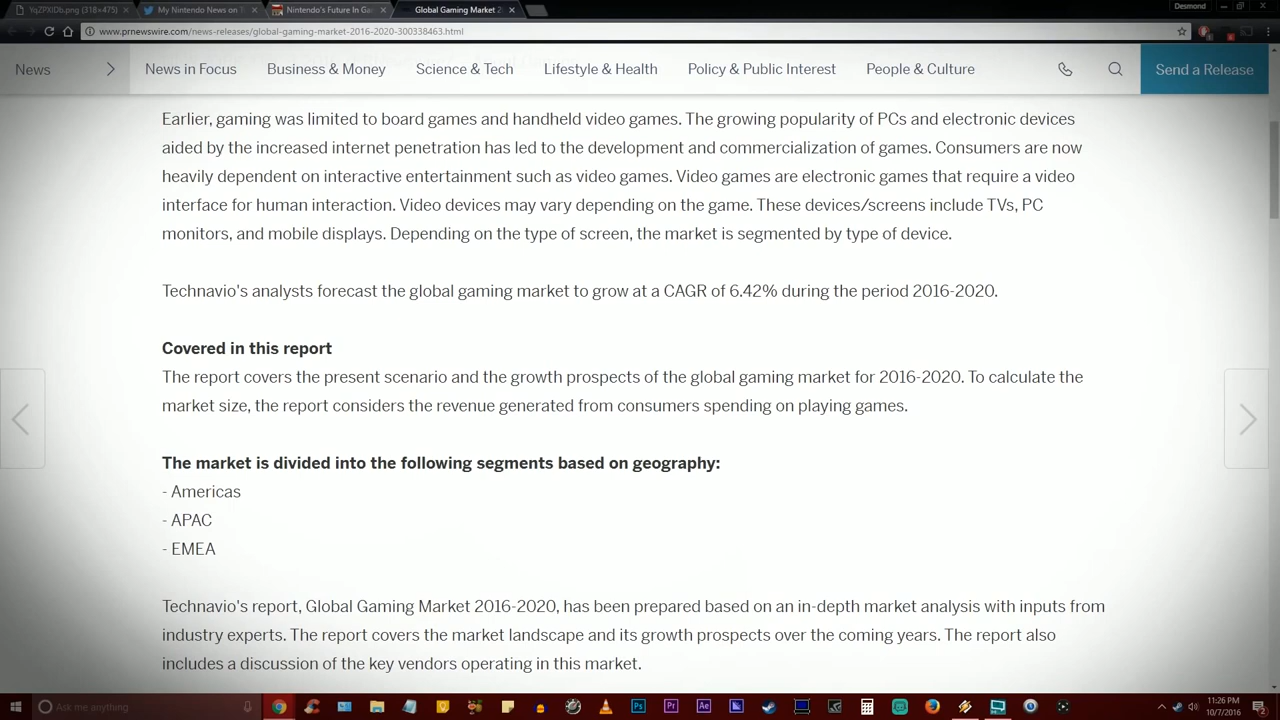 YqZPXIDb.png (318×475)
My Nintendo News on T
Nintendo's Future In Ga
Global Gaming Market 2
Desmond
www.prnewswire.com/news-releases/global-gaming-market-2016-2020-300338463.html
News
News in Focus
Business & Money
Science & Tech
Lifestyle & Health
Policy & Public Interest
People & Culture
Send a Release
Earlier, gaming was limited to board games and handheld video games. The growing popularity of PCs and electronic devices
aided by the increased internet penetration has led to the development and commercialization of games. Consumers are now
heavily dependent on interactive entertainment such as video games. Video games are electronic games that require a video
interface for human interaction. Video devices may vary depending on the game. These devices/screens include TVs, PC
monitors, and mobile displays. Depending on the type of screen, the market is segmented by type of device.
Technavio's analysts forecast the global gaming market to grow at a CAGR of 6.42% during the period 2016-2020.
Covered in this report
The report covers the present scenario and the growth prospects of the global gaming market for 2016-2020. To calculate the
market size, the report considers the revenue generated from consumers spending on playing games.
The market is divided into the following segments based on geography:
- Americas
- APAC
- EMEA
Technavio's report, Global Gaming Market 2016-2020, has been prepared based on an in-depth market analysis with inputs from
industry experts. The report covers the market landscape and its growth prospects over the coming years. The report also
includes a discussion of the key vendors operating in this market.
Ask me anything
Ps
Pr
Ae
11:26 PM
10/7/2016
2